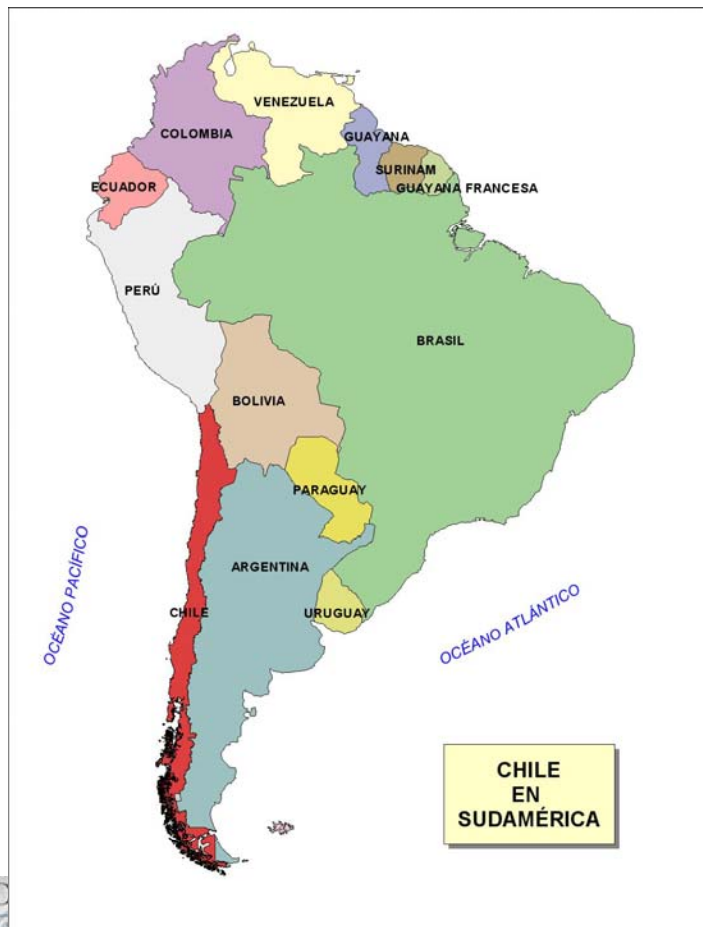 VENEZUELA
COLOMBIA
GUAYANA
SURINAM
ECUADOR
GUAYANA FRANCESA
PERÚ
BRASIL
BOLIVIA
PARAGUAY
ARGENTINA
CHILE
URUGUAY
OCÉANO PACÍFICO
OCÉANO ATLÁNTICO
CHILE
EN
SUDAMÉRICA